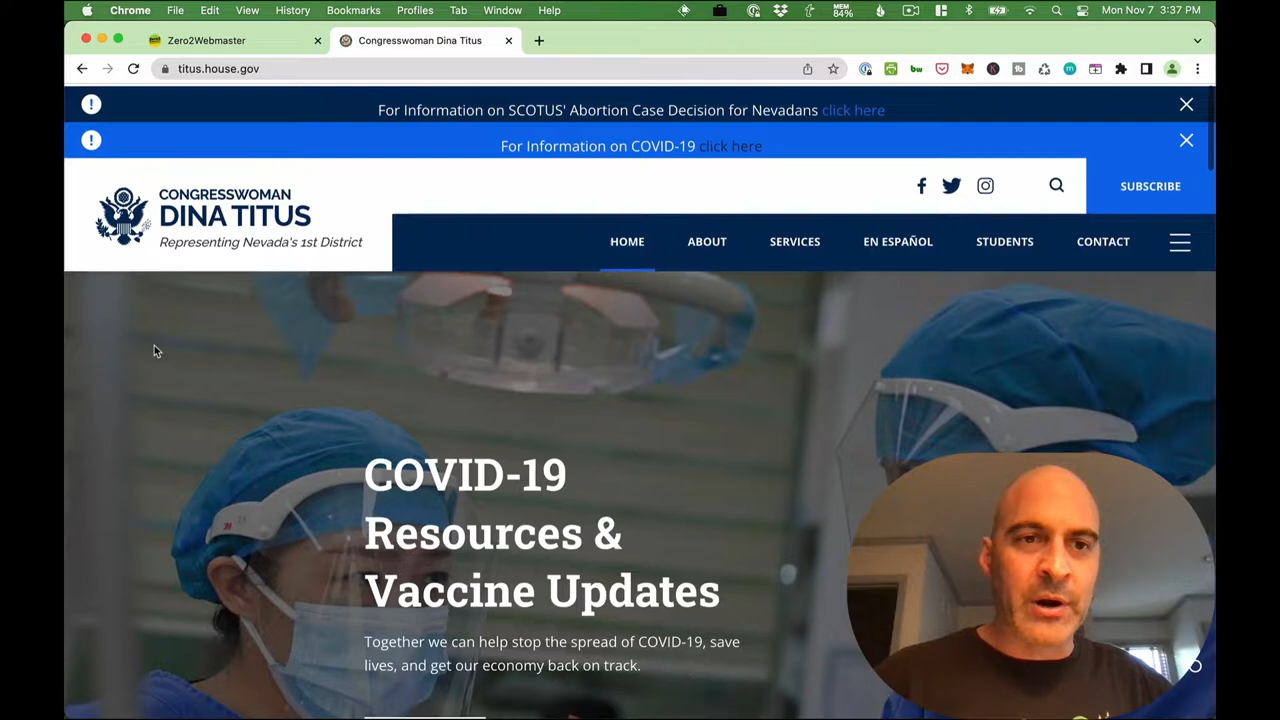 Chrome File Edit View History Bookmarks Profiles Tab Window Help MEM 84% Mon Nov 7 3:37 PM
Zero2Webmaster Congresswoman Dina Titus
titus.house.gov
For Information on SCOTUS' Abortion Case Decision for Nevadans click here
For Information on COVID-19 click here
CONGRESSWOMAN
DINA TITUS
Representing Nevada's 1st District
SUBSCRIBE
HOME ABOUT SERVICES EN ESPAÑOL STUDENTS CONTACT
COVID-19
Resources &
Vaccine Updates
Together we can help stop the spread of COVID-19, save
lives, and get our economy back on track.